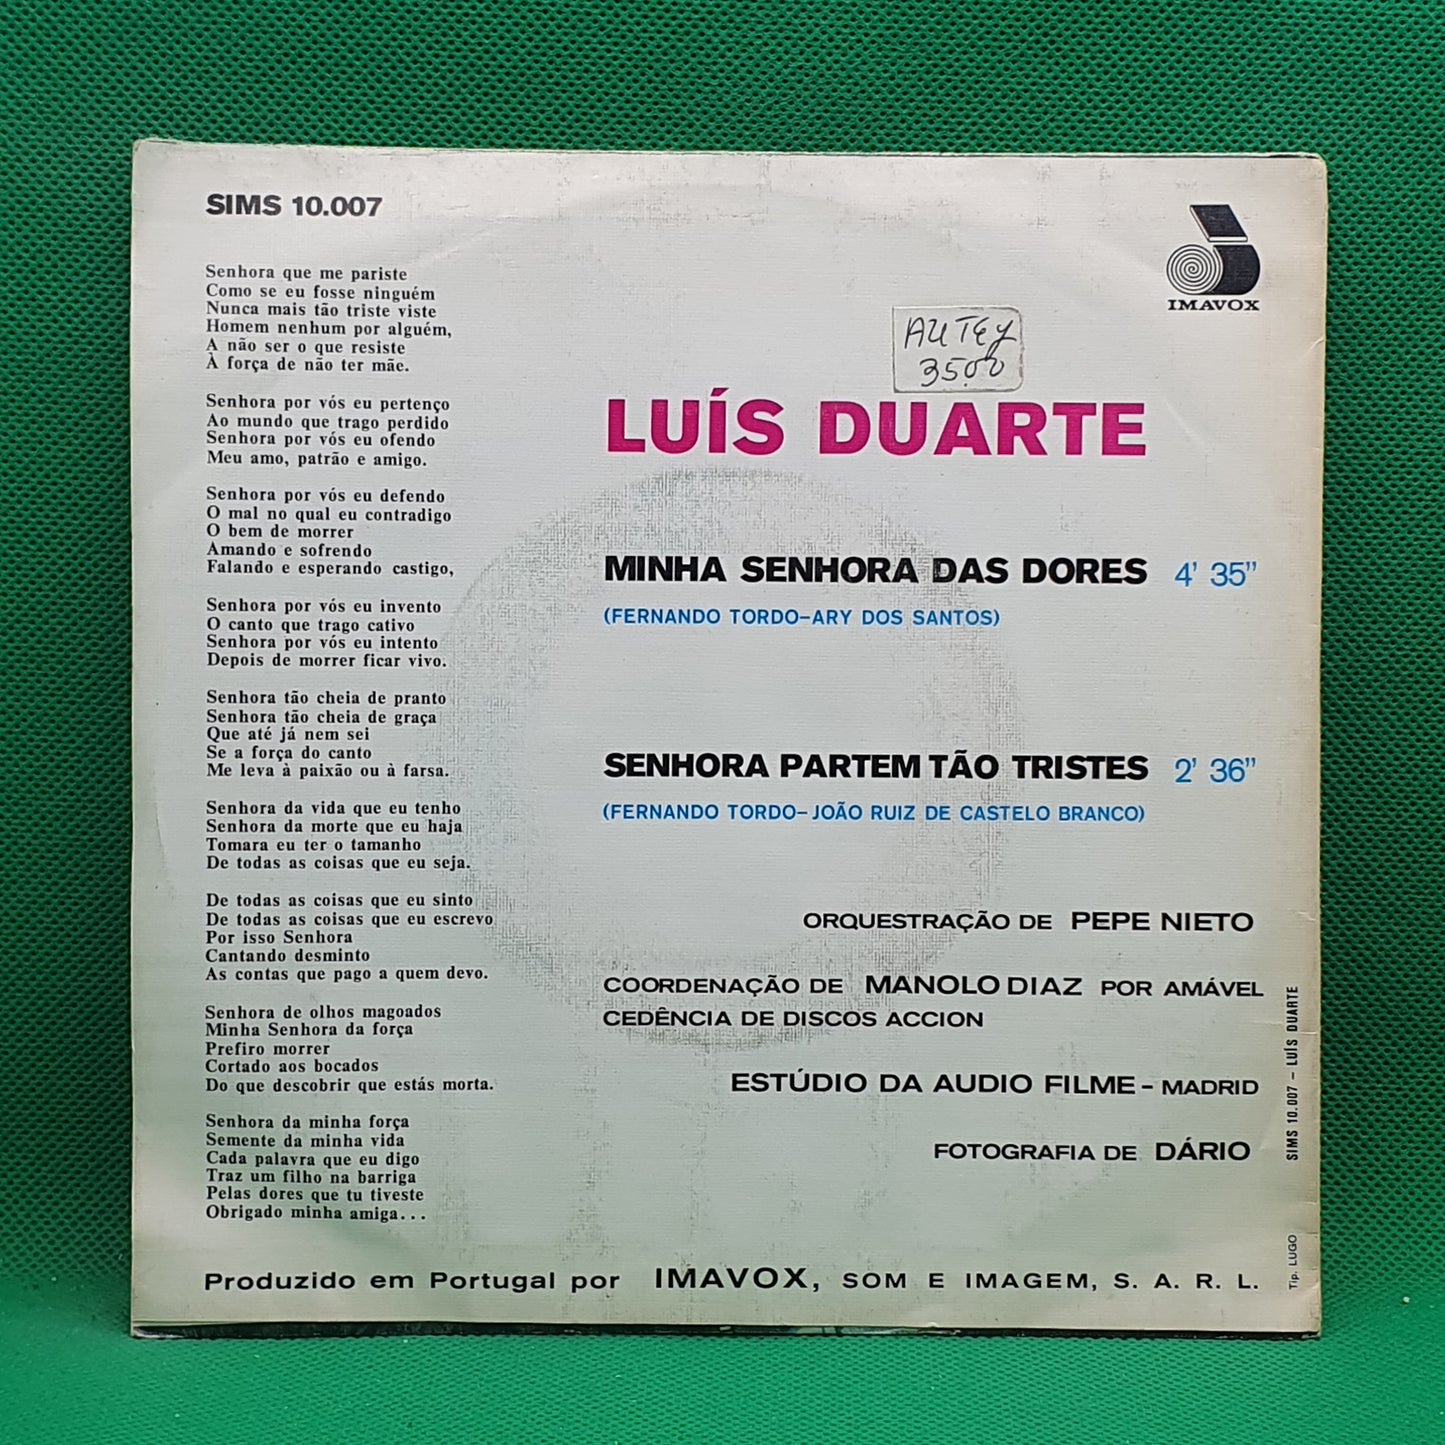 SIMS 10.007
Senhora que me pariste
Como se eu fosse ninguém
Nunca mais tão triste viste
Homem nenhum por alguém,
A não ser o que resiste
À força de não ter mãe.
Senhora por vós eu pertenço
Ao mundo que trago perdido
Senhora por vós eu ofendo
Meu amo, patrão e amigo.
Senhora por vós eu defendo
O mal no qual eu contradigo
O bem de morrer
Amando e sofrendo
Falando e esperando castigo,
Senhora por vós eu invento
O canto que trago cativo
Senhora por vós eu intento
Depois de morrer ficar vivo.
Senhora tão cheia de pranto
Senhora tão cheia de graça
Que até já nem sei
Se a força do canto
Me leva à paixão ou à farsa.
Senhora da vida que eu tenho
Senhora da morte que eu haja
Tomara eu ter o tamanho
De todas as coisas que eu seja.
De todas as coisas que eu sinto
De todas as coisas que eu escrevo
Por isso Senhora
Cantando desminto
As contas que pago a quem devo.
Senhora de olhos magoados
Minha Senhora da força
Prefiro morrer
Cortado aos bocados
Do que descobrir que estás morta.
Senhora da minha força
Semente da minha vida
Cada palavra que eu digo
Traz um filho na barriga
Pelas dores que tu tiveste
Obrigado minha amiga...
IMAVOX
3500
LUÍS DUARTE
MINHA SENHORA DAS DORES 4' 35"
(FERNANDO TORDO-ARY DOS SANTOS)
SENHORA PARTEM TÃO TRISTES 2' 36"
(FERNANDO TORDO-JOÃO RUIZ DE CASTELO BRANCO)
ORQUESTRAÇÃO DE PEPE NIETO
COORDENAÇÃO DE MANOLO DIAZ POR AMÁVEL
CEDÊNCIA DE DISCOS ACCION
ESTÚDIO DA AUDIO FILME - MADRID
FOTOGRAFIA DE DÁRIO
Produzido em Portugal por IMAVOX, SOM E IMAGEM, S. A. R. L.
SIMS 10.007 - LUÍS DUARTE
Tip. LUGO